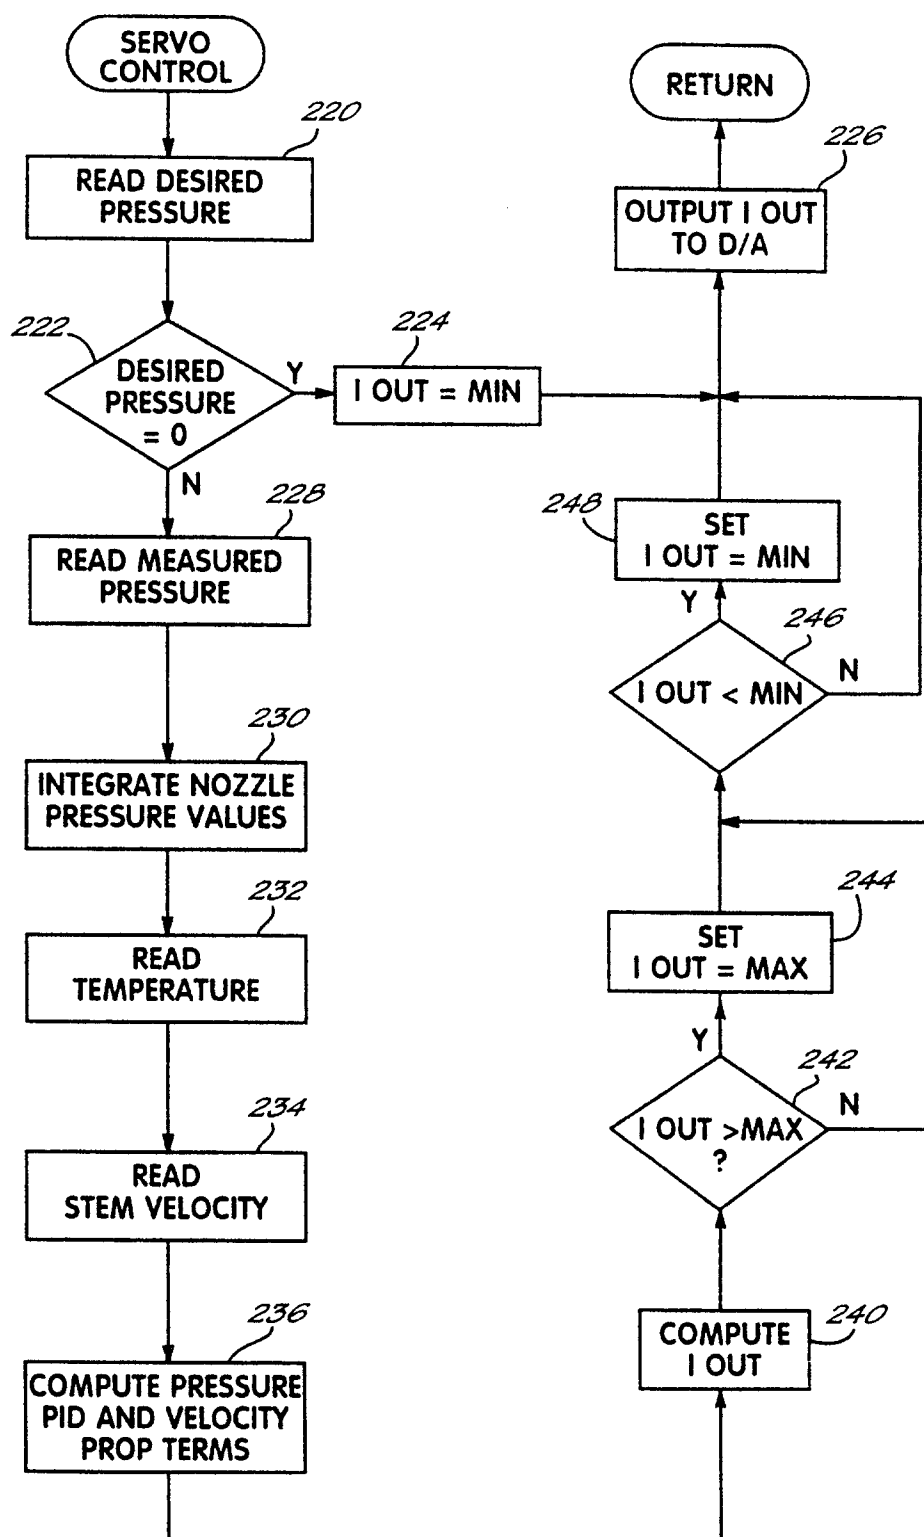 SERVO
CONTROL
220
READ DESIRED
PRESSURE
222
DESIRED
PRESSURE
= 0
Y
N
224
I OUT = MIN
228
READ MEASURED
PRESSURE
230
INTEGRATE NOZZLE
PRESSURE VALUES
232
READ
TEMPERATURE
234
READ
STEM VELOCITY
236
COMPUTE PRESSURE
PID AND VELOCITY
PROP TERMS
RETURN
226
OUTPUT I OUT
TO D/A
248
SET
I OUT = MIN
Y
246
I OUT < MIN
N
244
SET
I OUT = MAX
Y
242
I OUT >MAX
?
N
240
COMPUTE
I OUT